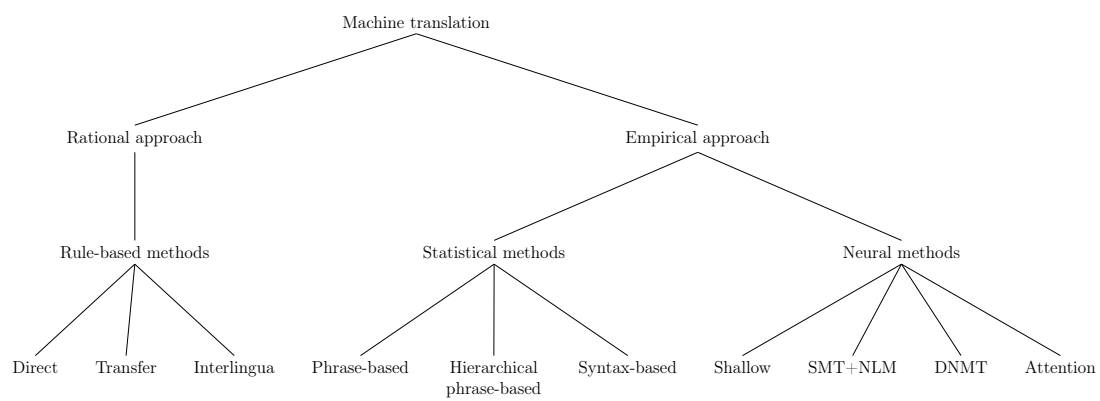 Machine translation
Rational approach
Empirical approach
Rule-based methods
Statistical methods
Neural methods
Direct
Transfer
Interlingua
Phrase-based
Hierarchical
phrase-based
Syntax-based
Shallow
SMT+NLM
DNMT
Attention